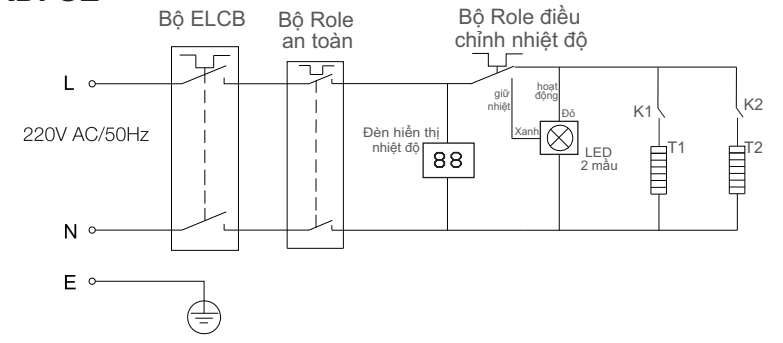 Bộ ELCB
Bộ Role
an toàn
Bộ Role điều
chỉnh nhiệt độ
L
220V AC/50Hz
N
E
Đèn hiển thị
nhiệt độ
88
giữ
nhiệt
hoạt
động
Xanh
Đỏ
LED
2 mầu
K1
T1
K2
T2